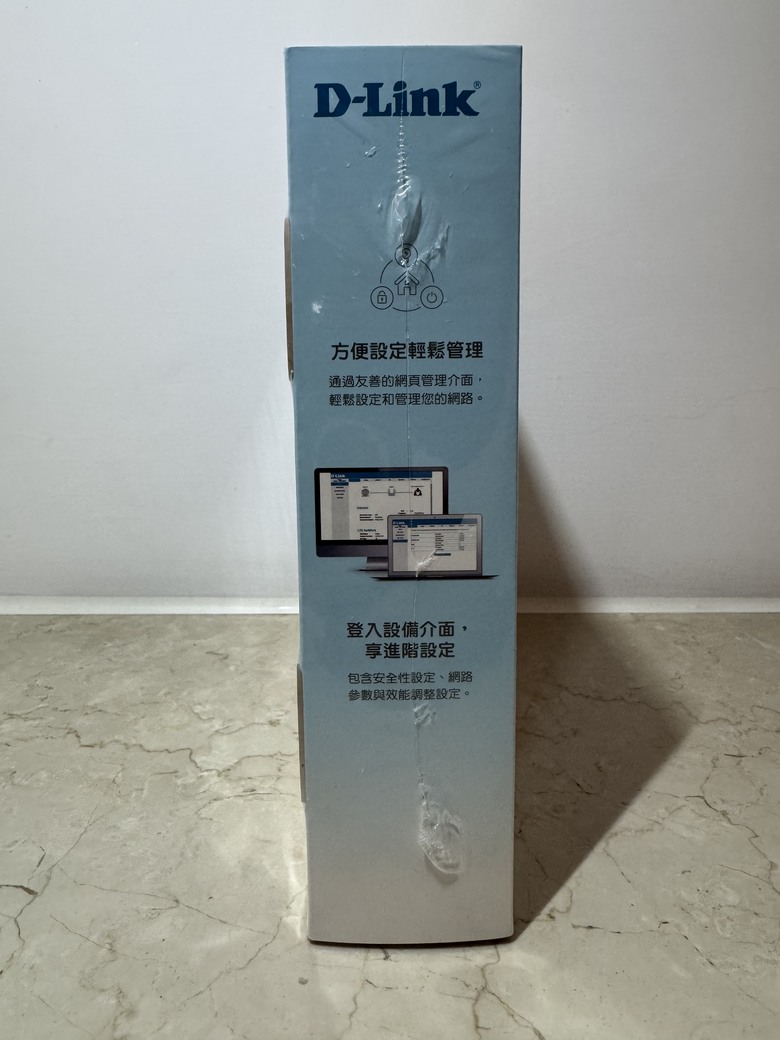 D-Link®
方便設定輕鬆管理
通過友善的網頁管理介面，
輕鬆設定和管理您的網路。
D-Link
D-Link
登入設備介面，
享進階設定
包含安全性設定、網路
參數與效能調整設定。